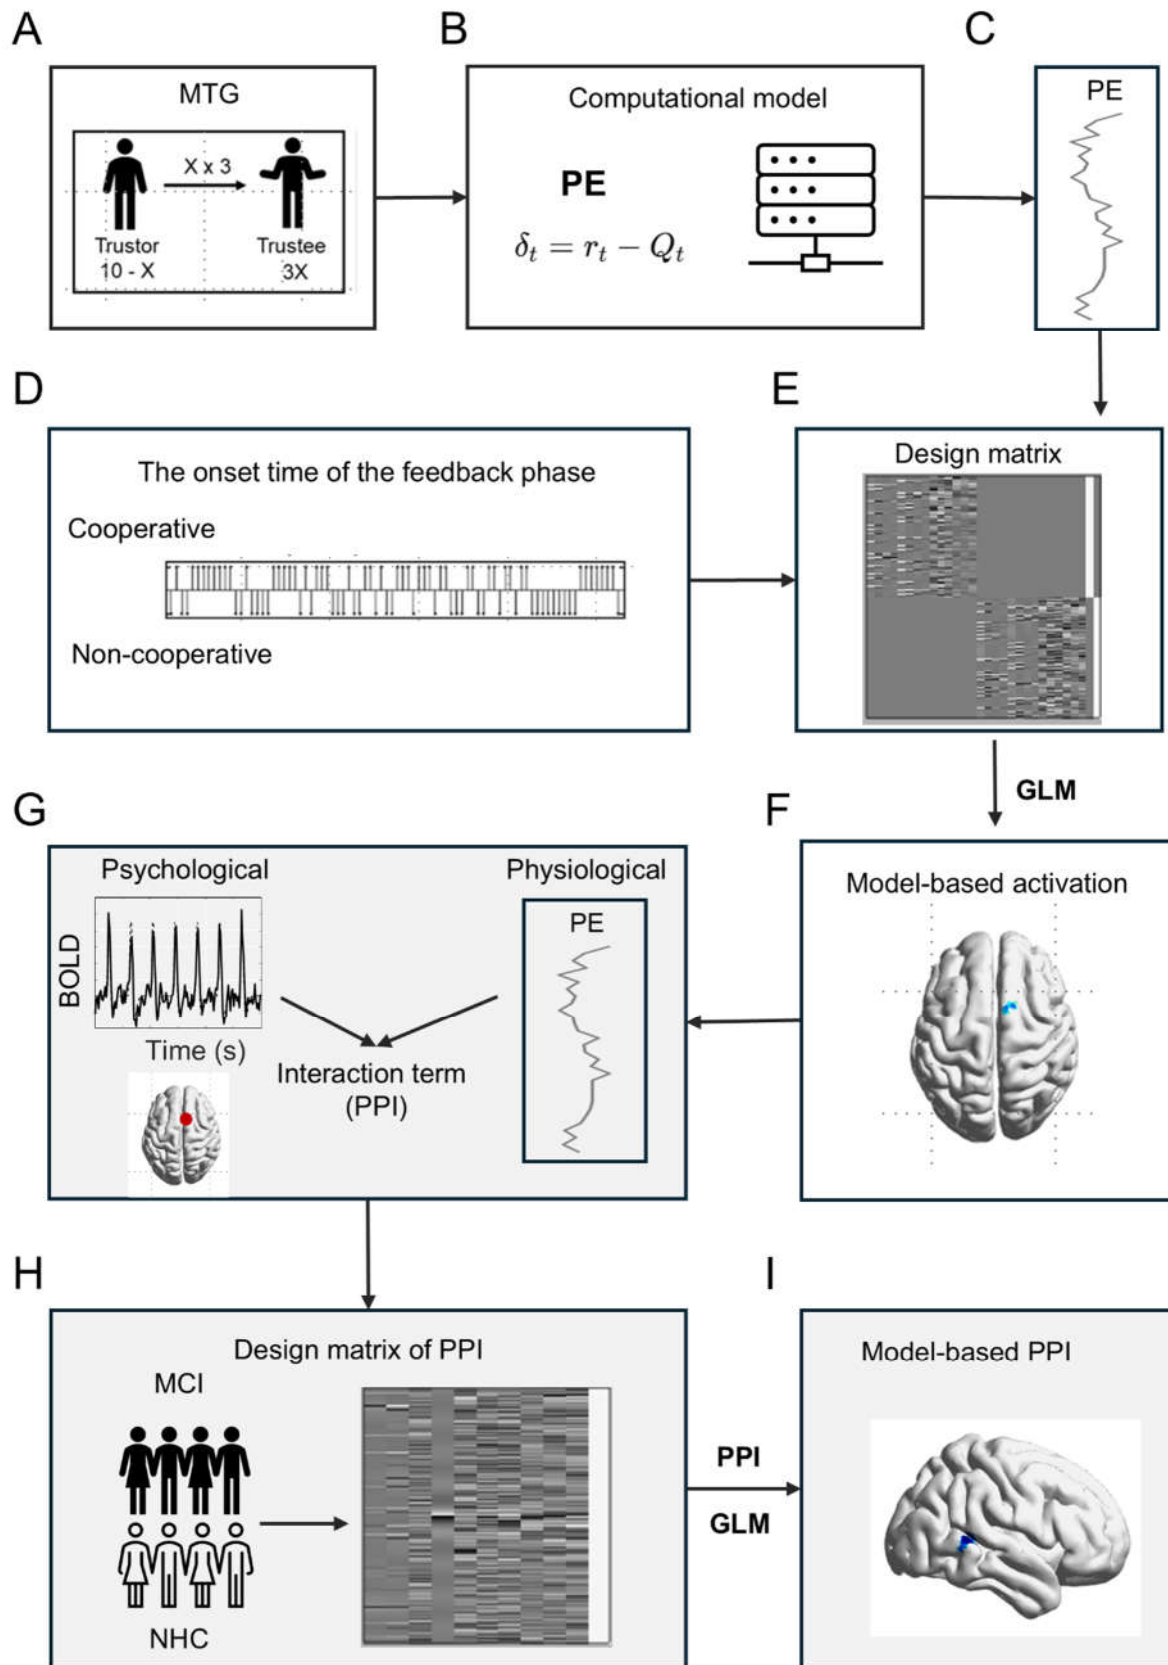 A
B
C
MTG
X x 3
Trustor
10 - X
Trustee
3X
Computational model
PE
δt = rt − Qt
PE
D
E
The onset time of the feedback phase
Cooperative
Non-cooperative
Design matrix
GLM
G
F
Psychological
BOLD
Time (s)
Physiological
PE
Interaction term
(PPI)
Model-based activation
H
I
Design matrix of PPI
MCI
NHC
PPI
GLM
Model-based PPI